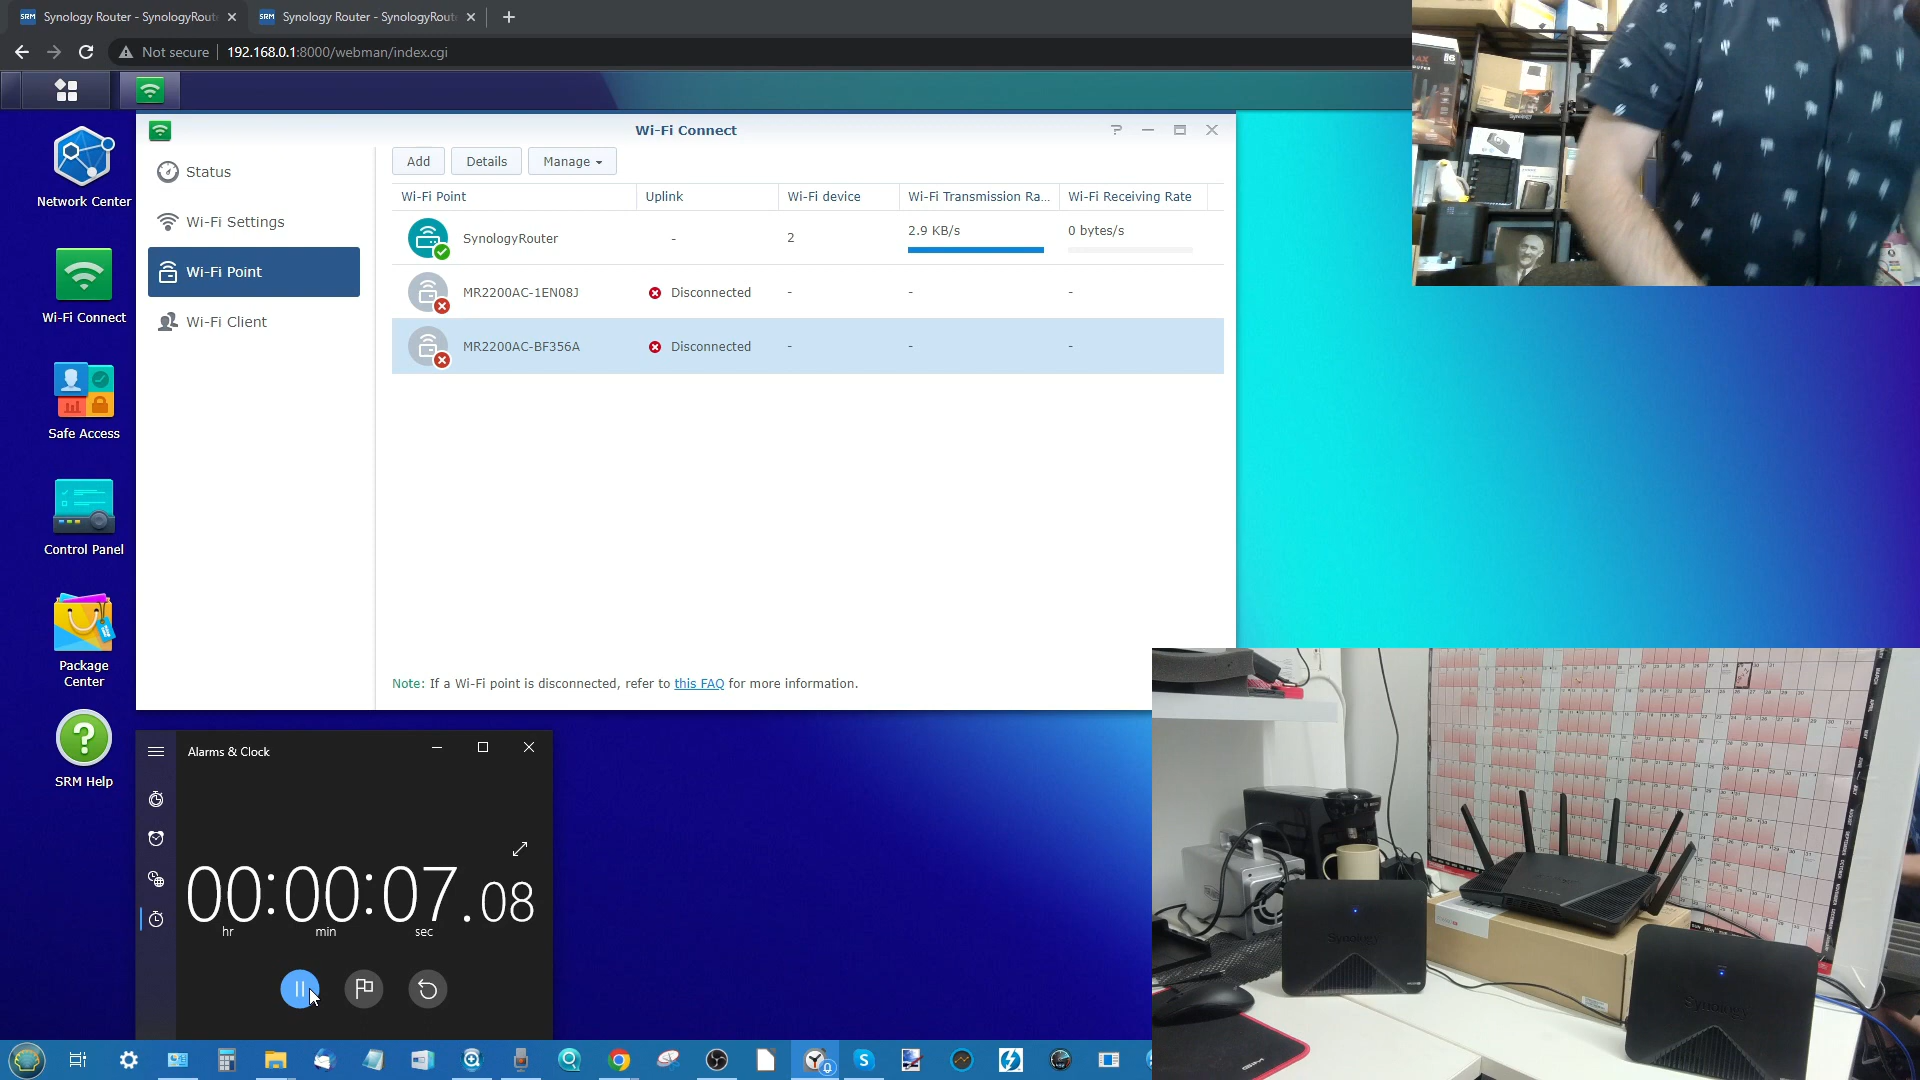 Synology Router - SynologyRout
Synology Router - SynologyRout
Not secure
192.168.0.1:8000/webman/index.cgi
Wi-Fi Connect
Network Center
Wi-Fi Connect
Safe Access
Control Panel
Package
Center
SRM Help
Status
Wi-Fi Settings
Wi-Fi Point
Wi-Fi Client
Add
Details
Manage
Wi-Fi Point
Uplink
Wi-Fi device
Wi-Fi Transmission Ra...
Wi-Fi Receiving Rate
SynologyRouter
-
2
2.9 KB/s
0 bytes/s
MR2200AC-1EN08J
Disconnected
-
-
-
MR2200AC-BF356A
Disconnected
-
-
-
Note: If a Wi-Fi point is disconnected, refer to this FAQ for more information.
Alarms & Clock
00:00:07.08
hr
min
sec
Synology
Synology